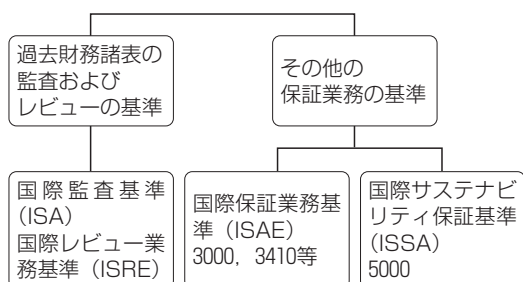 過去財務諸表の
監査および
レビューの基準
その他の
保証業務の基準
国際監査基準
(ISA)
国際レビュー業
務基準(ISRE)
国際保証業務基
準(ISAE)
3000,3410等
国際サステナビ
リティ保証基準
(ISSA)
5000